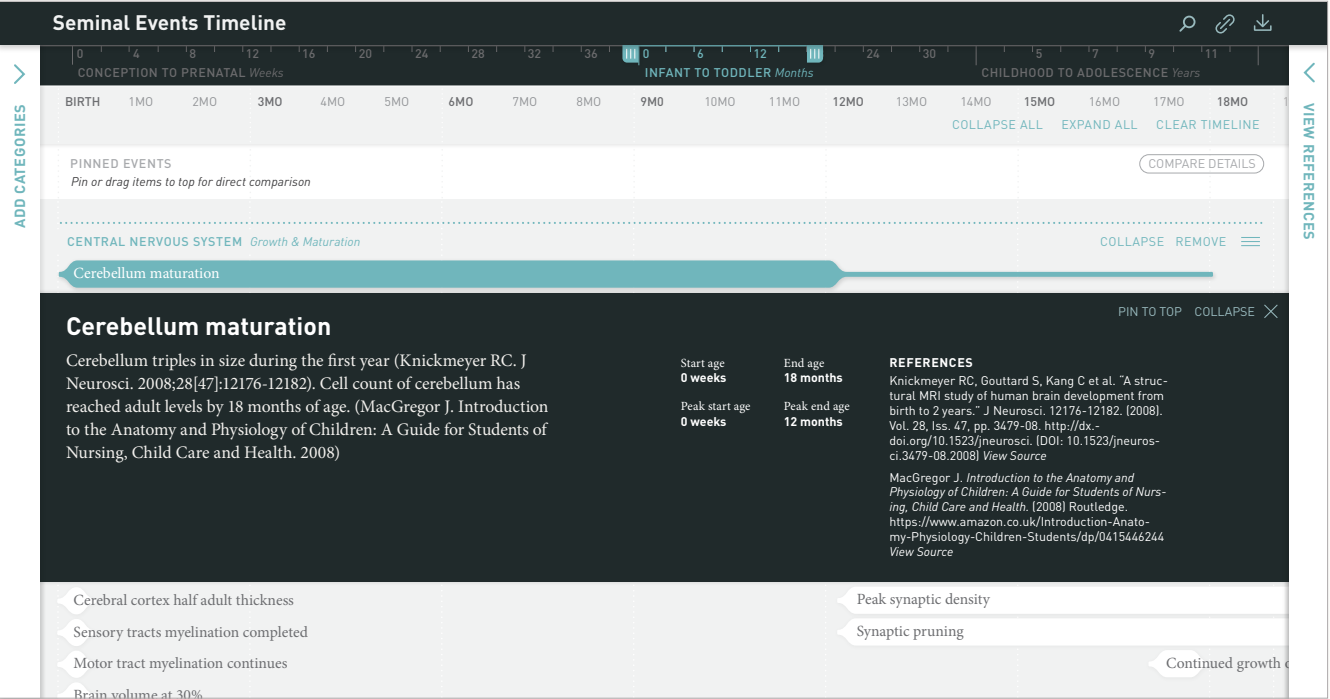 Seminal Events Timeline
0 4 8 12 16 20 24 28 32 36 0 6 12 24 30 5 7 9 11
CONCEPTION TO PRENATAL Weeks INFANT TO TODDLER Months CHILDHOOD TO ADOLESCENCE Years
BIRTH 1MO 2MO 3MO 4MO 5MO 6MO 7MO 8MO 9M0 10MO 11MO 12MO 13MO 14MO 15MO 16MO 17MO 18MO 1
COLLAPSE ALL EXPAND ALL CLEAR TIMELINE
ADD CATEGORIES
VIEW REFERENCES
PINNED EVENTS COMPARE DETAILS
Pin or drag items to top for direct comparison
CENTRAL NERVOUS SYSTEM Growth & Maturation COLLAPSE REMOVE
Cerebellum maturation
PIN TO TOP COLLAPSE
Cerebellum maturation
Cerebellum triples in size during the first year (Knickmeyer RC. J
Neurosci. 2008;28[47]:12176-12182). Cell count of cerebellum has
reached adult levels by 18 months of age. (MacGregor J. Introduction
to the Anatomy and Physiology of Children: A Guide for Students of
Nursing, Child Care and Health. 2008)
Start age End age
0 weeks 18 months
Peak start age Peak end age
0 weeks 12 months
REFERENCES
Knickmeyer RC, Gouttard S, Kang C et al. “A struc-
tural MRI study of human brain development from
birth to 2 years.” J Neurosci. 12176-12182. (2008).
Vol. 28, Iss. 47, pp. 3479-08. http://dx.-
doi.org/10.1523/jneurosci. (DOI: 10.1523/jneuros-
ci.3479-08.2008) View Source
MacGregor J. Introduction to the Anatomy and
Physiology of Children: A Guide for Students of Nurs-
ing, Child Care and Health. (2008) Routledge.
https://www.amazon.co.uk/Introduction-Anato-
my-Physiology-Children-Students/dp/0415446244
View Source
Cerebral cortex half adult thickness Peak synaptic density
Sensory tracts myelination completed Synaptic pruning
Motor tract myelination continues Continued growth o
Brain volume at 30%